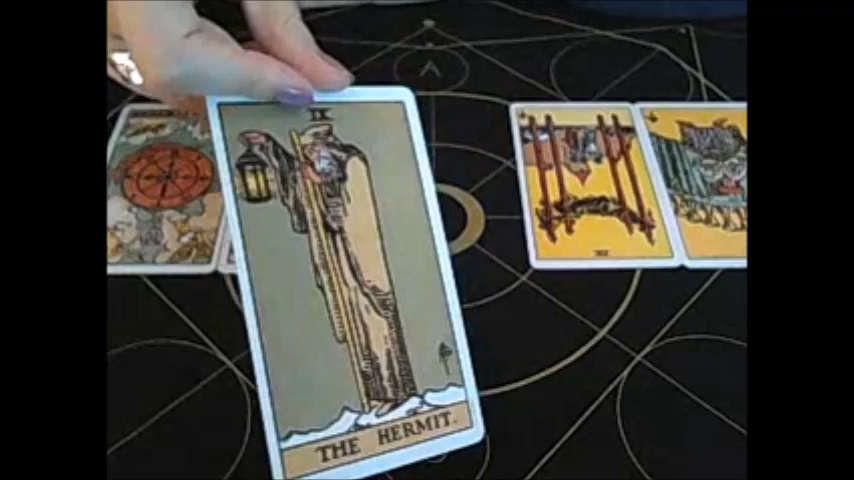 IX
THE HERMIT.